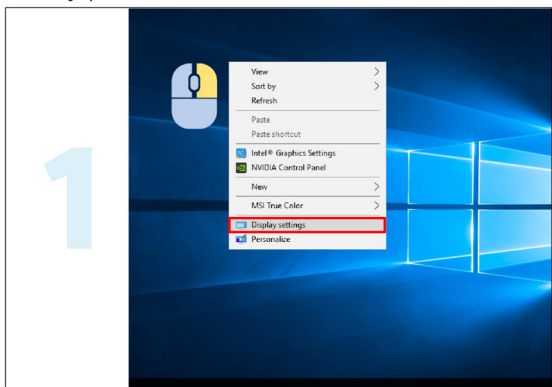 1
View
Sort by
Refresh
Paste
Paste shortcut
Intel® Graphics Settings
NVIDIA Control Panel
New
MSI True Color
Display settings
Personalize